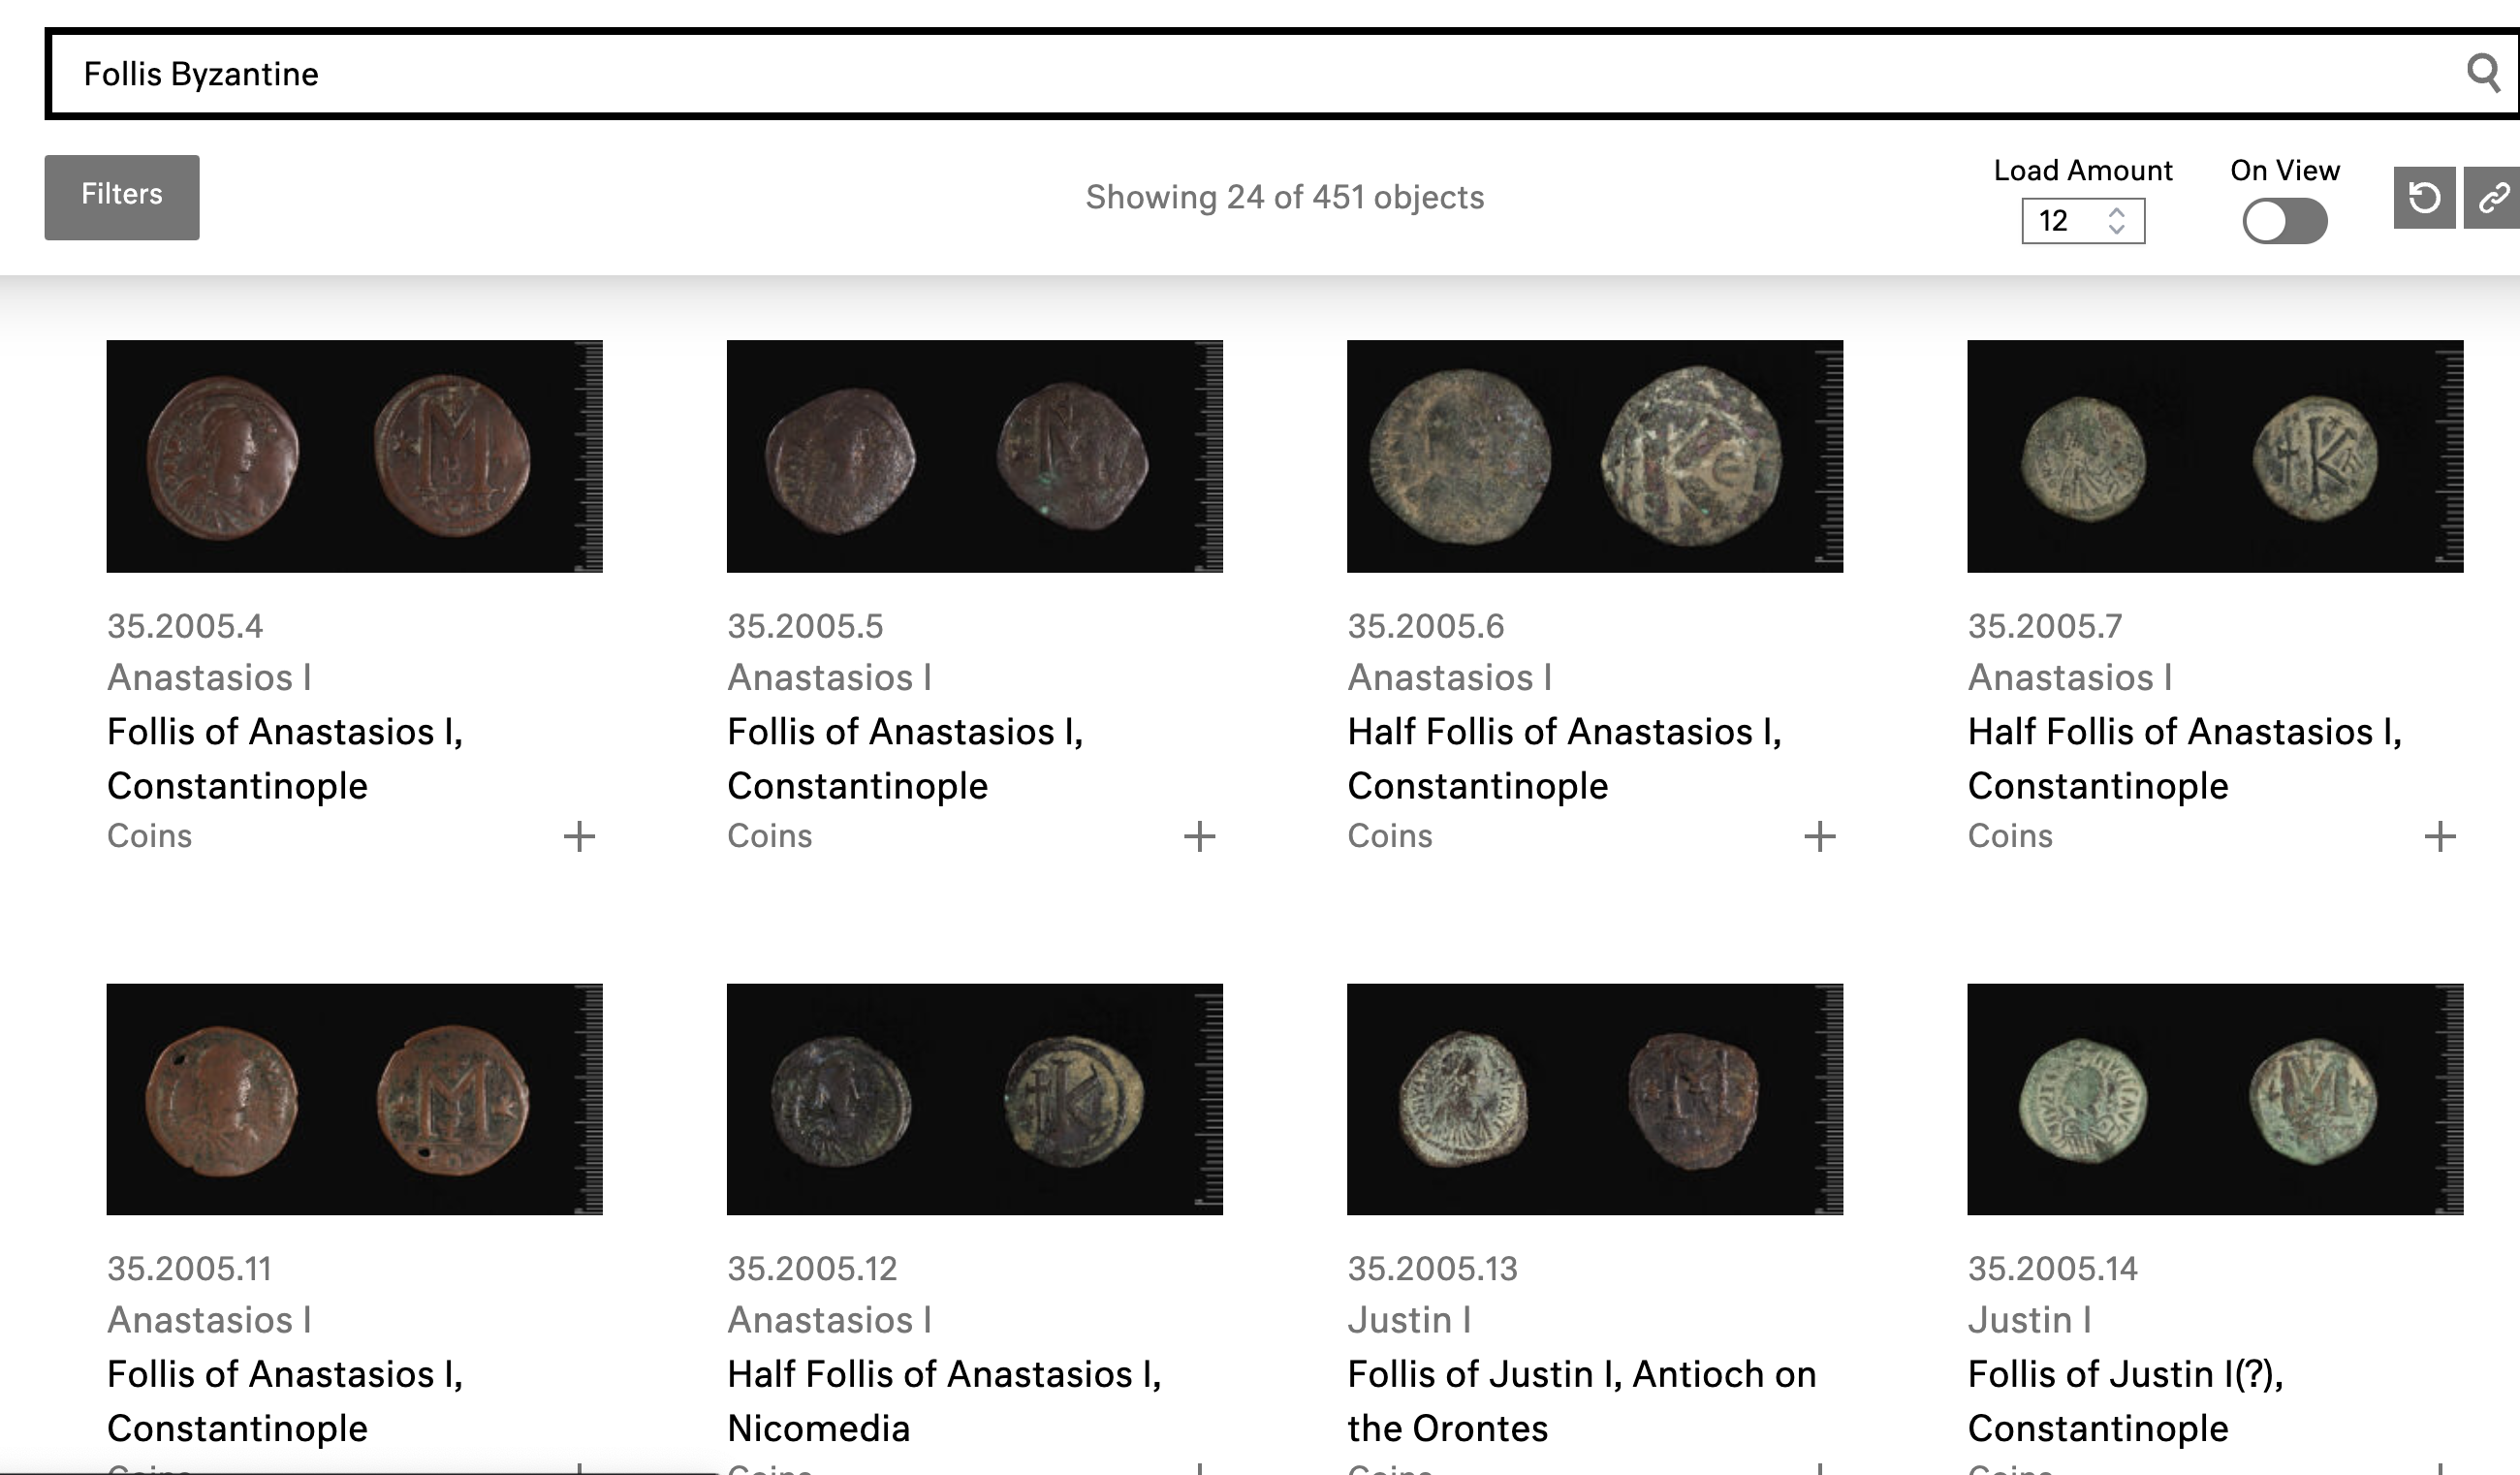 Follis Byzantine
Filters
Showing 24 of 451 objects
Load Amount
12
On View
35.2005.4
Anastasios I
Follis of Anastasios I,
Constantinople
Coins
35.2005.5
Anastasios I
Follis of Anastasios I,
Constantinople
Coins
35.2005.6
Anastasios I
Half Follis of Anastasios I,
Constantinople
Coins
35.2005.7
Anastasios I
Half Follis of Anastasios I,
Constantinople
Coins
35.2005.11
Anastasios I
Follis of Anastasios I,
Constantinople
Coins
35.2005.12
Anastasios I
Half Follis of Anastasios I,
Nicomedia
Coins
35.2005.13
Justin I
Follis of Justin I, Antioch on
the Orontes
Coins
35.2005.14
Justin I
Follis of Justin I(?),
Constantinople
Coins